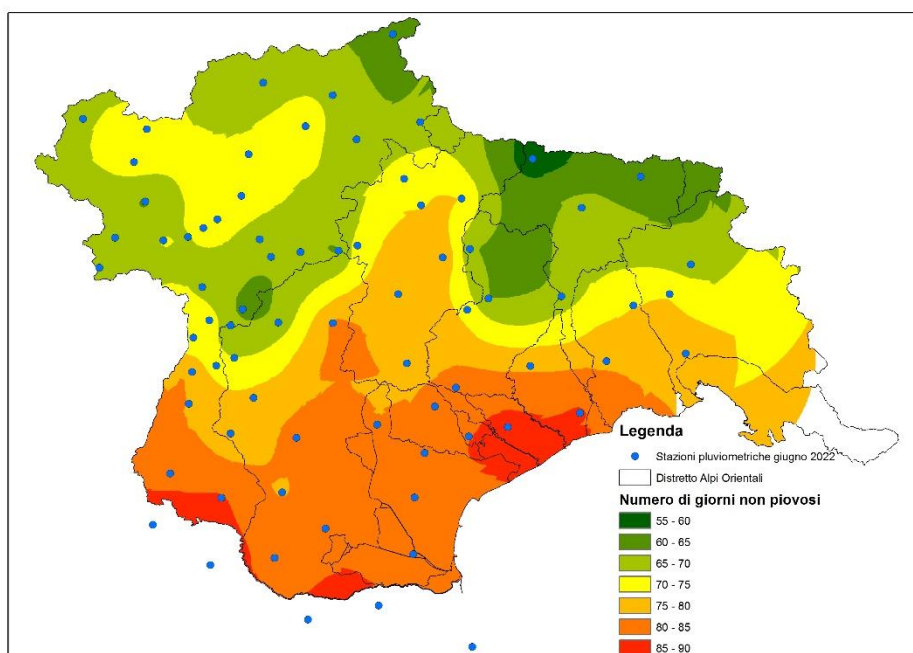 Legenda
Stazioni pluviometriche giugno 2022
Distretto Alpi Orientali
Numero di giorni non piovosi
55 - 60
60 - 65
65 - 70
70 - 75
75 - 80
80 - 85
85 - 90